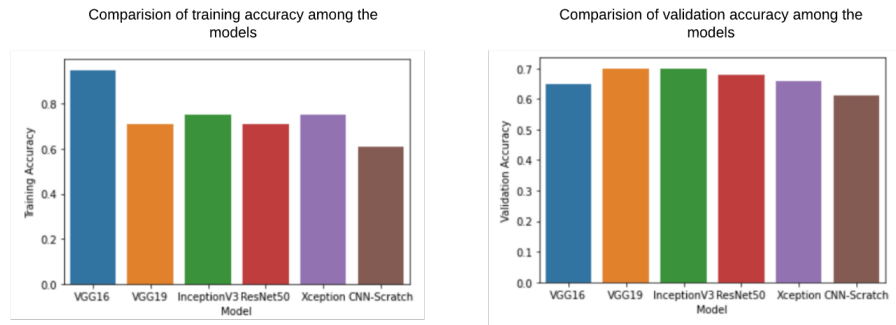 Comparision of training accuracy among the
models
Training Accuracy
0.8
0.6
0.4
0.2
0.0
VGG16 VGG19 InceptionV3 ResNet50 Xception CNN-Scratch
Model
Comparision of validation accuracy among the
models
Validation Accuracy
0.7
0.6
0.5
0.4
0.3
0.2
0.1
0.0
VGG16 VGG19 InceptionV3 ResNet50 Xception CNN-Scratch
Model